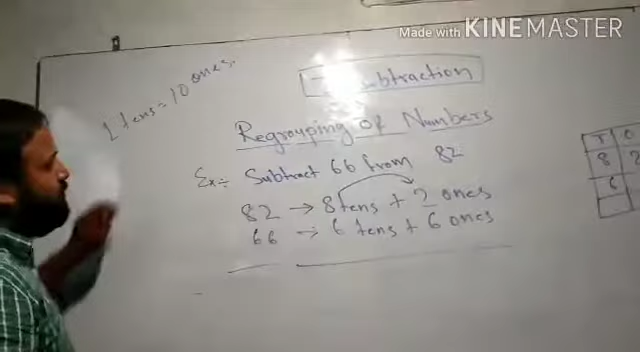 Made with KINEMASTER
1 tens = 10 ones.
Subtraction
Regrouping Of Numbers
Ex:- Subtract 66 from 82
82 → 8 tens + 2 ones
66 → 6 tens + 6 ones
T O
8 2
6